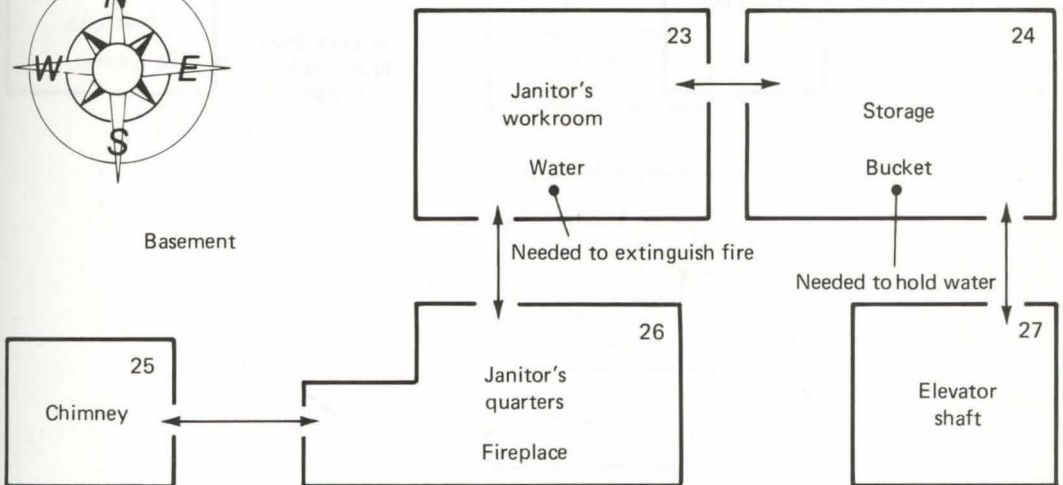 N
W E
S
Basement
23
Janitor's
workroom
Water
Needed to extinguish fire
24
Storage
Bucket
Needed to hold water
25
Chimney
26
Janitor's
quarters
Fireplace
27
Elevator
shaft